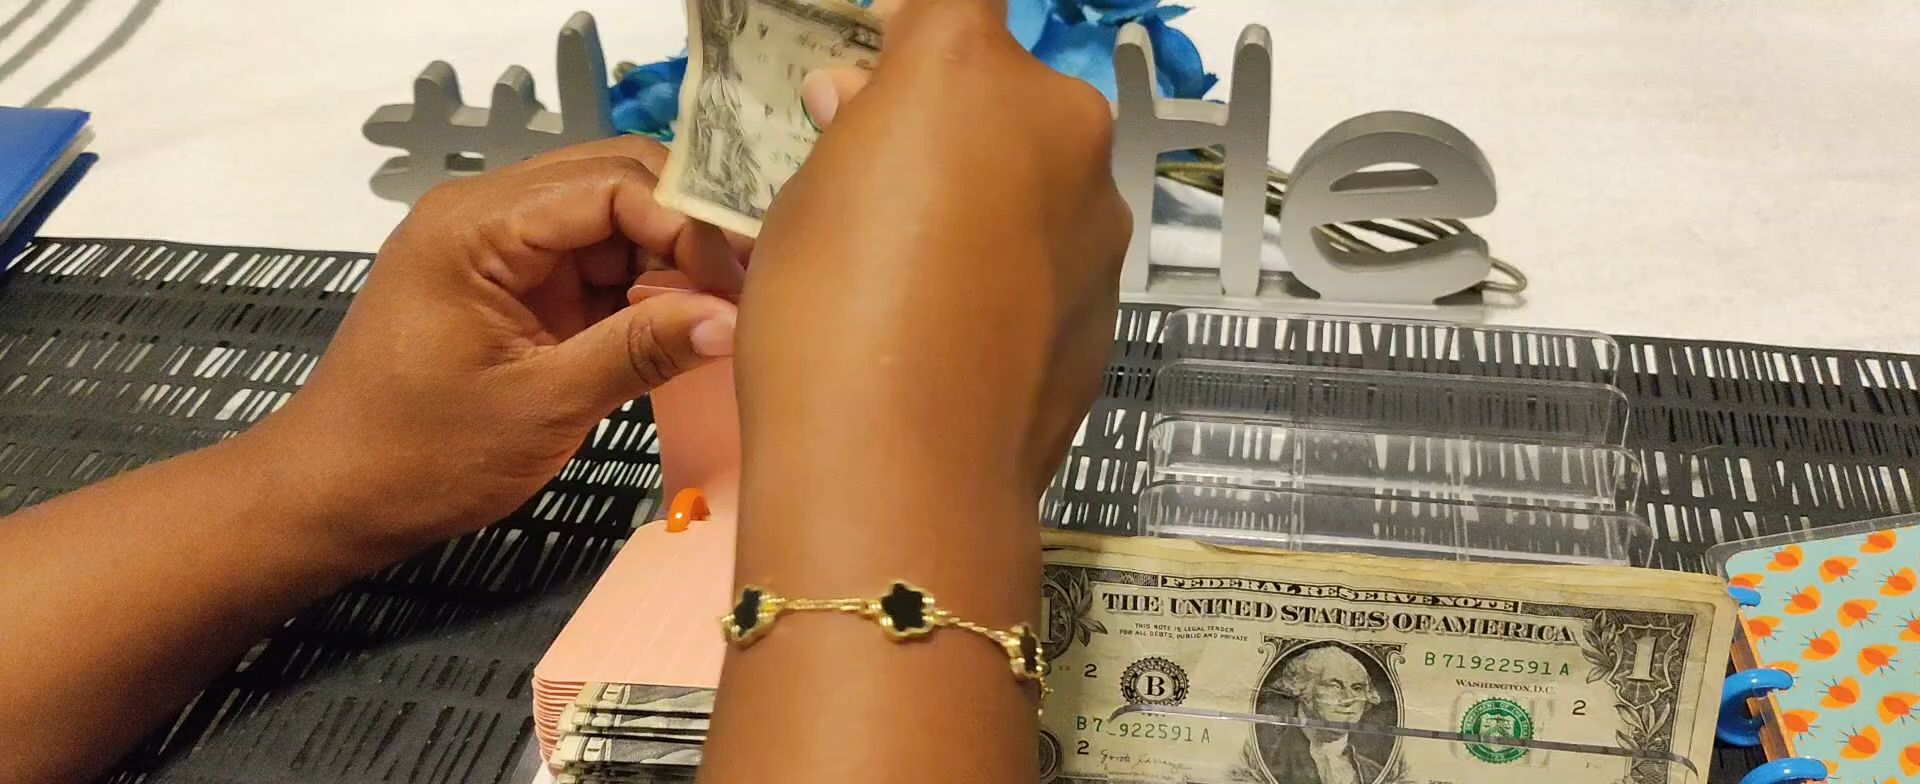 #l He
FEDERAL RESERVE NOTE
THE UNITED STATES OF AMERICA
THIS NOTE IS LEGAL TENDER
FOR ALL DEBTS, PUBLIC AND PRIVATE
1
B 71922591 A
WASHINGTON, D.C.
2
B
2
B 71922591 A
2